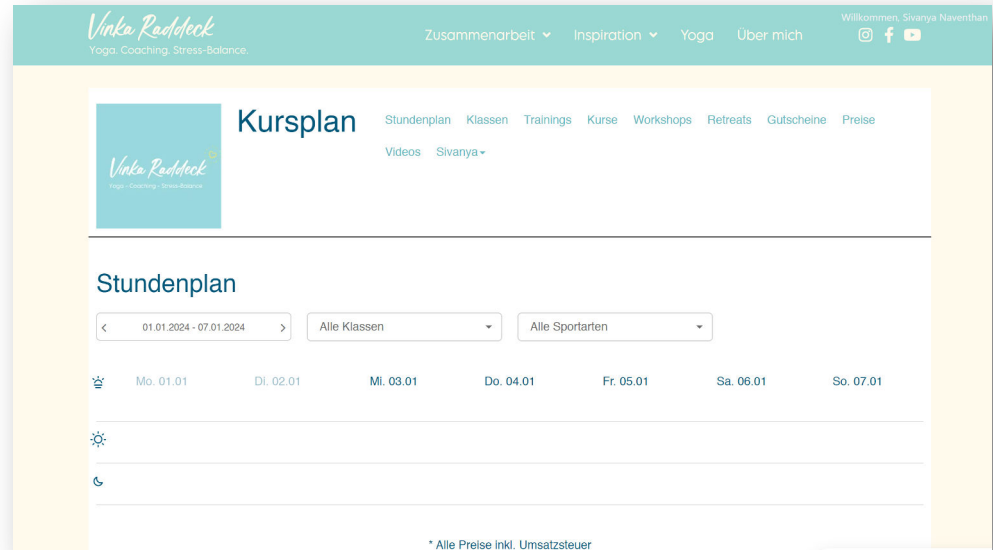 Vinka Raddeck
Yoga. Coaching. Stress-Balance.
Zusammenarbeit Inspiration Yoga Über mich
Willkommen, Sivanya Naventhan
Vinka Raddeck
Yoga - Coaching - Stress-Balance
Kursplan
Stundenplan Klassen Trainings Kurse Workshops Retreats Gutscheine Preise
Videos Sivanya
Stundenplan
01.01.2024 - 07.01.2024 Alle Klassen Alle Sportarten
Mo. 01.01 Di. 02.01 Mi. 03.01 Do. 04.01 Fr. 05.01 Sa. 06.01 So. 07.01
* Alle Preise inkl. Umsatzsteuer